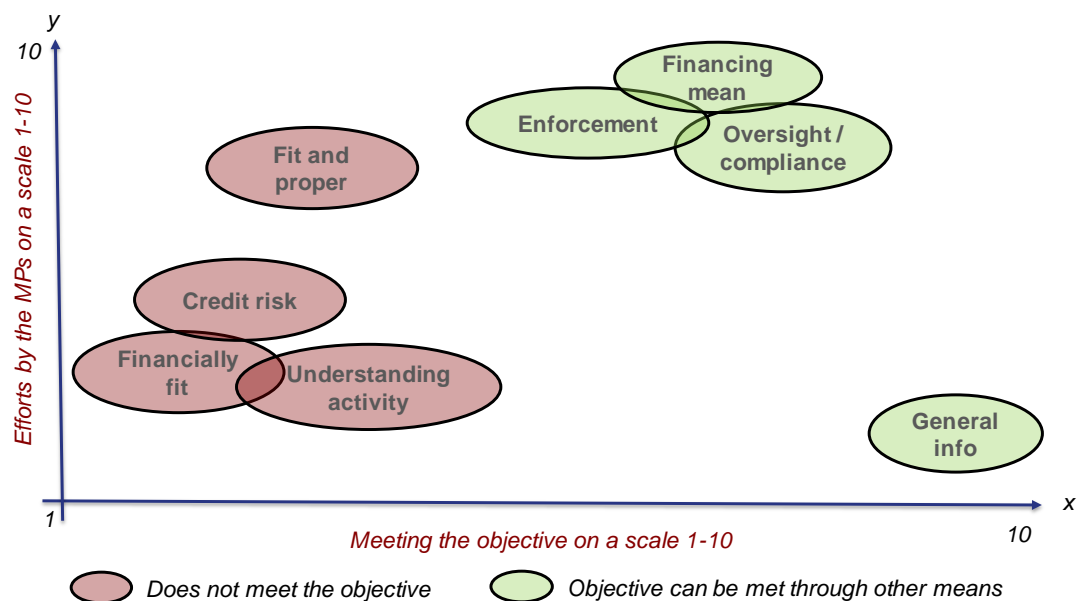 y
10
Efforts by the MPs on a scale 1-10
Financing
mean
Enforcement
Oversight /
compliance
Fit and
proper
Credit risk
Financially
fit
Understanding
activity
General
info
1
x
10
Meeting the objective on a scale 1-10
Does not meet the objective
Objective can be met through other means